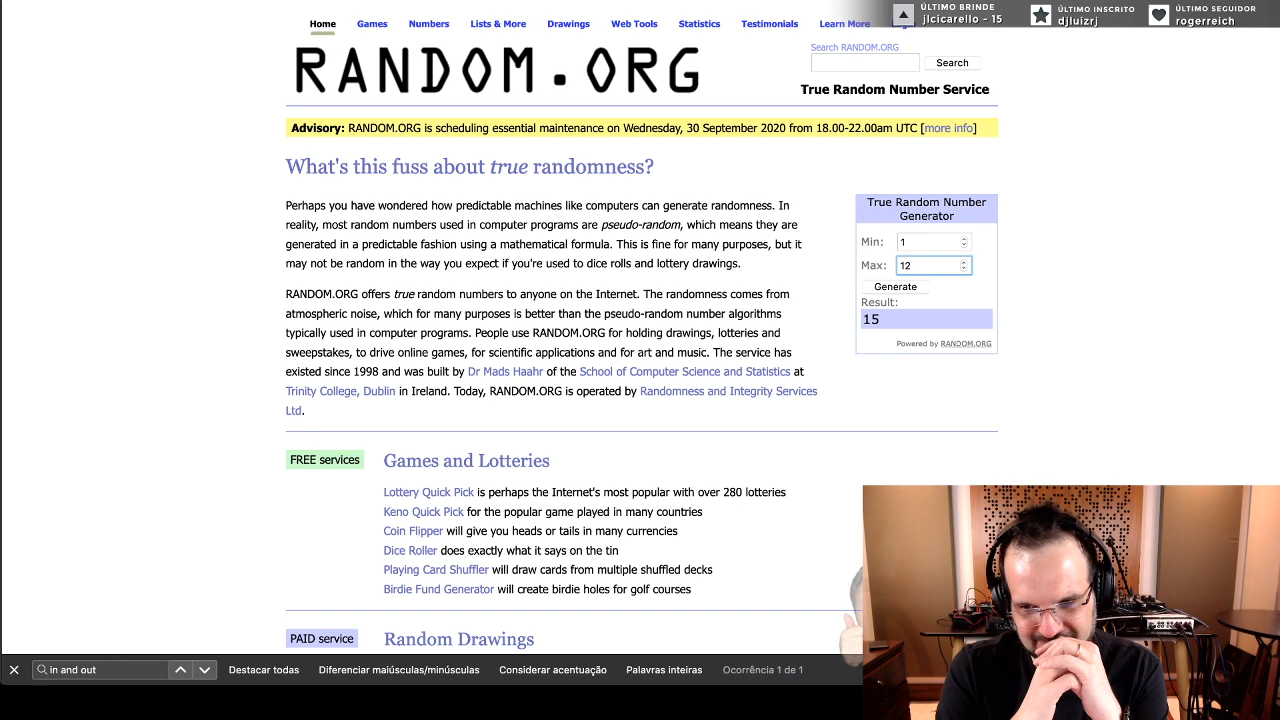 Home Games Numbers Lists & More Drawings Web Tools Statistics Testimonials Learn More
ÚLTIMO BRINDE
jlcicarello - 15
ÚLTIMO INSCRITO
djluizrj
ÚLTIMO SEGUIDOR
rogerreich
RANDOM.ORG
Search RANDOM.ORG
Search
True Random Number Service
Advisory: RANDOM.ORG is scheduling essential maintenance on Wednesday, 30 September 2020 from 18.00-22.00am UTC [more info]
What's this fuss about true randomness?
Perhaps you have wondered how predictable machines like computers can generate randomness. In
reality, most random numbers used in computer programs are pseudo-random, which means they are
generated in a predictable fashion using a mathematical formula. This is fine for many purposes, but it
may not be random in the way you expect if you're used to dice rolls and lottery drawings.
RANDOM.ORG offers true random numbers to anyone on the Internet. The randomness comes from
atmospheric noise, which for many purposes is better than the pseudo-random number algorithms
typically used in computer programs. People use RANDOM.ORG for holding drawings, lotteries and
sweepstakes, to drive online games, for scientific applications and for art and music. The service has
existed since 1998 and was built by Dr Mads Haahr of the School of Computer Science and Statistics at
Trinity College, Dublin in Ireland. Today, RANDOM.ORG is operated by Randomness and Integrity Services
Ltd.
True Random Number
Generator
Min: 1
Max: 12
Generate
Result:
15
Powered by RANDOM.ORG
FREE services
Games and Lotteries
Lottery Quick Pick is perhaps the Internet's most popular with over 280 lotteries
Keno Quick Pick for the popular game played in many countries
Coin Flipper will give you heads or tails in many currencies
Dice Roller does exactly what it says on the tin
Playing Card Shuffler will draw cards from multiple shuffled decks
Birdie Fund Generator will create birdie holes for golf courses
PAID service
Random Drawings
in and out Destacar todas Diferenciar maiúsculas/minúsculas Considerar acentuação Palavras inteiras Ocorrência 1 de 1